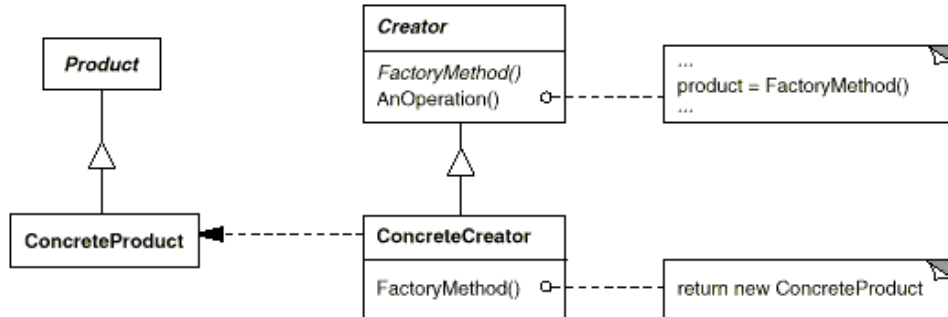 Product
ConcreteProduct
Creator
FactoryMethod()
AnOperation()
...
product = FactoryMethod()
...
ConcreteCreator
FactoryMethod()
return new ConcreteProduct